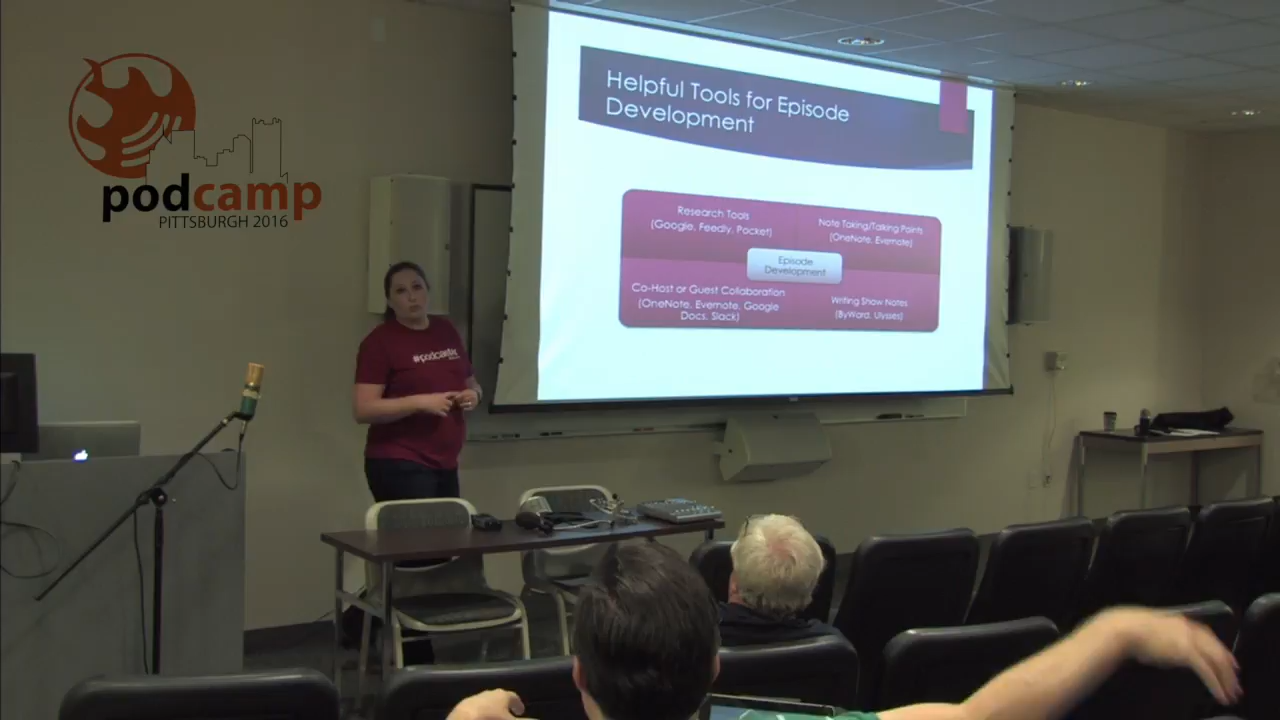 podcamp
PITTSBURGH 2016
Helpful Tools for Episode
Development
Research Tools
(Google, Feedly, Pocket)
Note Taking/Talking Points
(OneNote, Evernote)
Episode
Development
Co-Host or Guest Collaboration
(OneNote, Evernote, Google
Docs, Slack)
Writing Show Notes
(ByWord, Ulysses)